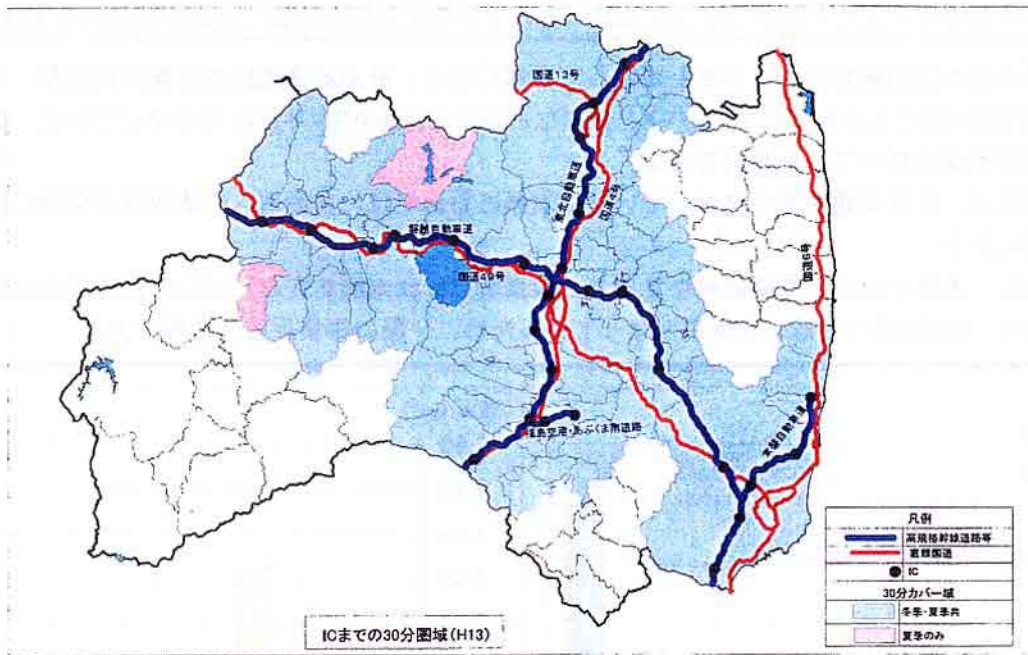 国道13号
東北自動車道
国道4号
国道6号
磐越自動車道
国道49号
福島空港・あぶくま南道路
常磐自動車道
凡例
高規格幹線道路等
直轄国道
IC
30分カバー域
冬季・夏季共
夏季のみ
ICまでの30分圏域(H13)